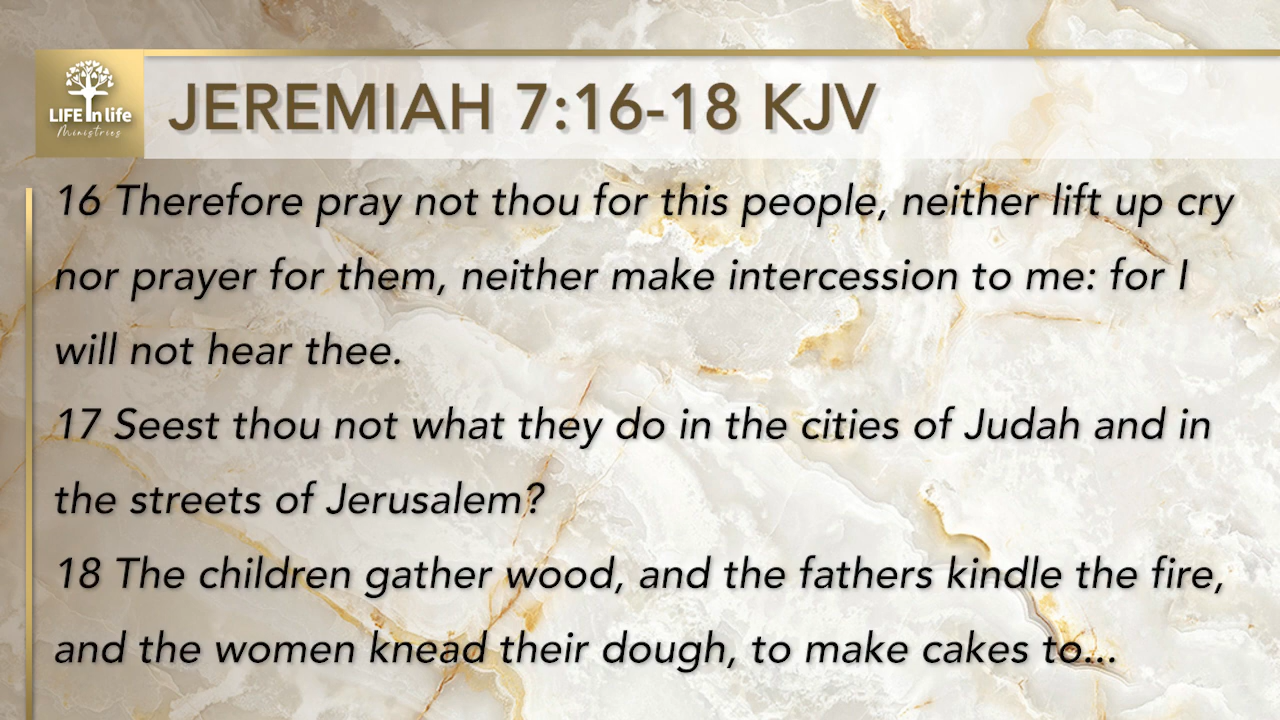 LIFE in life
Ministries
JEREMIAH 7:16-18 KJV
16 Therefore pray not thou for this people, neither lift up cry
nor prayer for them, neither make intercession to me: for I
will not hear thee.
17 Seest thou not what they do in the cities of Judah and in
the streets of Jerusalem?
18 The children gather wood, and the fathers kindle the fire,
and the women knead their dough, to make cakes to...